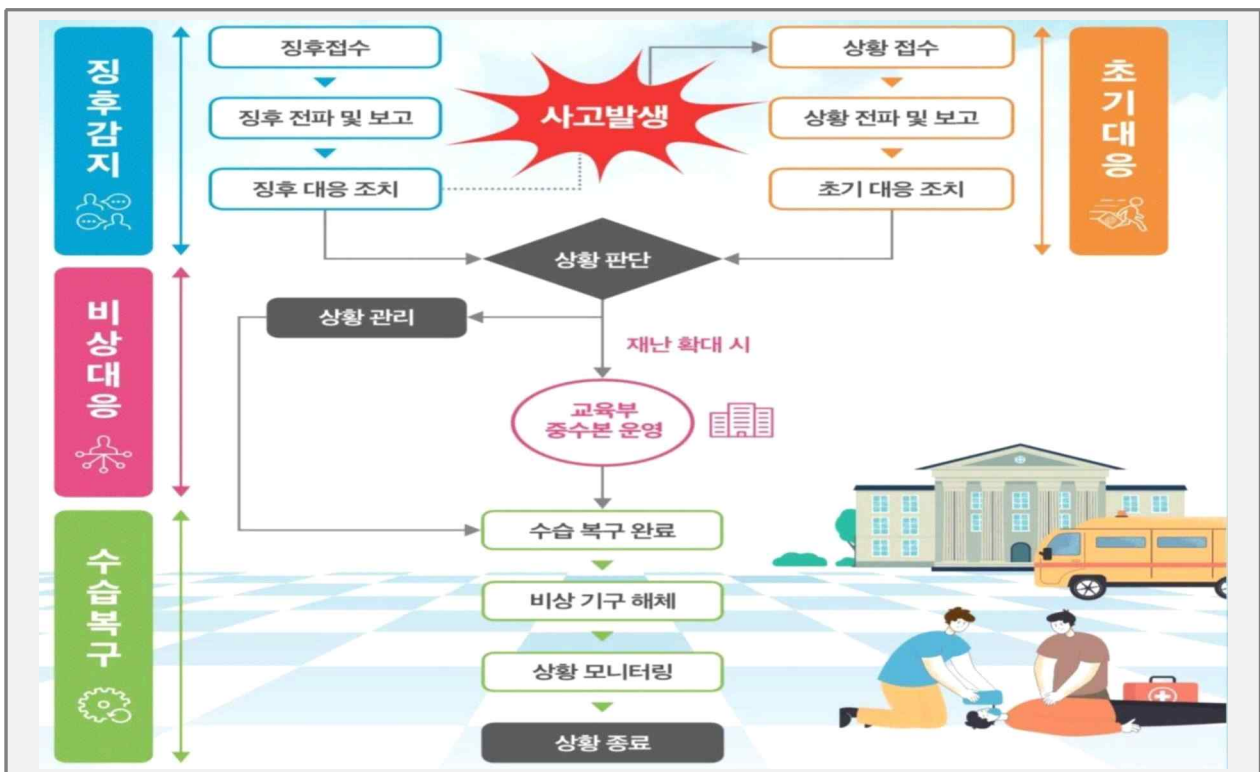 징후감지
징후접수
징후 전파 및 보고
징후 대응 조치
사고발생
상황 접수
상황 전파 및 보고
초기 대응 조치
초기대응
상황 판단
비상대응
상황 관리
재난 확대 시
교육부
중수본 운영
수습복구
수습 복구 완료
비상 기구 해체
상황 모니터링
상황 종료